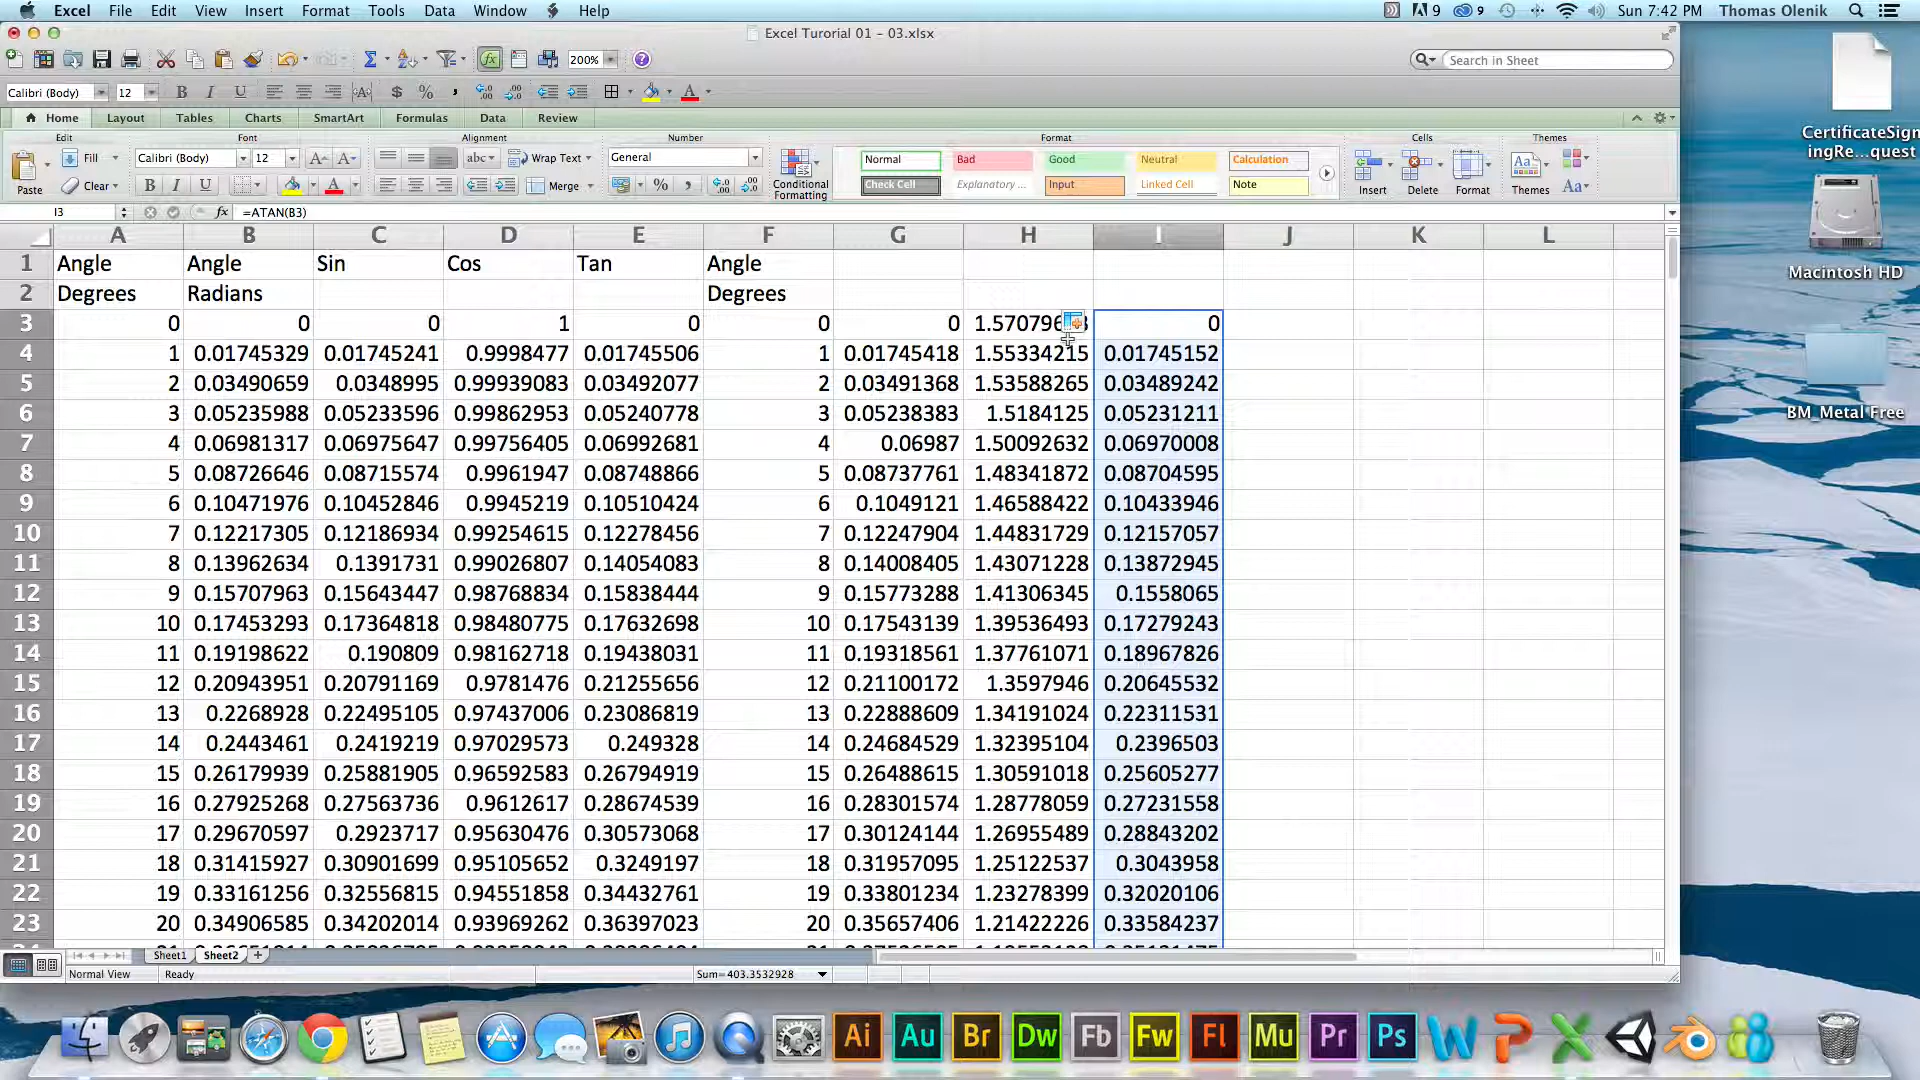 Excel File Edit View Insert Format Tools Data Window Help 9 9 Sun 7:42 PM Thomas Olenik
Excel Turorial 01 - 03.xlsx
200% Search in Sheet
Calibri (Body) 12 B I U $ % ,
Home Layout Tables Charts SmartArt Formulas Data Review
Edit Font Alignment Number Format Cells Themes
Fill Calibri (Body) 12 abc Wrap Text General Normal Bad Good Neutral Calculation
Paste Clear B I U Merge % Conditional Formatting Check Cell Explanatory ... Input Linked Cell Note Insert Delete Format Themes Aa
I3 fx =ATAN(B3)
A B C D E F G H I J K L
1 Angle Angle Sin Cos Tan Angle
2 Degrees Radians Degrees
3 0 0 0 1 0 0 0 0
4 1 0.01745329 0.01745241 0.9998477 0.01745506 1 0.01745418 1.55334215 0.01745152
5 2 0.03490659 0.0348995 0.99939083 0.03492077 2 0.03491368 1.53588265 0.03489242
6 3 0.05235988 0.05233596 0.99862953 0.05240778 3 0.05238383 1.5184125 0.05231211
7 4 0.06981317 0.06975647 0.99756405 0.06992681 4 0.06987 1.50092632 0.06970008
8 5 0.08726646 0.08715574 0.9961947 0.08748866 5 0.08737761 1.48341872 0.08704595
9 6 0.10471976 0.10452846 0.9945219 0.10510424 6 0.1049121 1.46588422 0.10433946
10 7 0.12217305 0.12186934 0.99254615 0.12278456 7 0.12247904 1.44831729 0.12157057
11 8 0.13962634 0.1391731 0.99026807 0.14054083 8 0.14008405 1.43071228 0.13872945
12 9 0.15707963 0.15643447 0.98768834 0.15838444 9 0.15773288 1.41306345 0.1558065
13 10 0.17453293 0.17364818 0.98480775 0.17632698 10 0.17543139 1.39536493 0.17279243
14 11 0.19198622 0.190809 0.98162718 0.19438031 11 0.19318561 1.37761071 0.18967826
15 12 0.20943951 0.20791169 0.9781476 0.21255656 12 0.21100172 1.3597946 0.20645532
16 13 0.2268928 0.22495105 0.97437006 0.23086819 13 0.22888609 1.34191024 0.22311531
17 14 0.2443461 0.2419219 0.97029573 0.249328 14 0.24684529 1.32395104 0.2396503
18 15 0.26179939 0.25881905 0.96592583 0.26794919 15 0.26488615 1.30591018 0.25605277
19 16 0.27925268 0.27563736 0.9612617 0.28674539 16 0.28301574 1.28778059 0.27231558
20 17 0.29670597 0.2923717 0.95630476 0.30573068 17 0.30124144 1.26955489 0.28843202
21 18 0.31415927 0.30901699 0.95105652 0.3249197 18 0.31957095 1.25122537 0.3043958
22 19 0.33161256 0.32556815 0.94551858 0.34432761 19 0.33801234 1.23278399 0.32020106
23 20 0.34906585 0.34202014 0.93969262 0.36397023 20 0.35657406 1.21422226 0.33584237
Sheet1 Sheet2
Normal View Ready Sum=403.3532928
CertificateSign
ingRe...quest
Macintosh HD
BM_Metal Free
Ai Au Br Dw Fb Fw Fl Mu Pr Ps